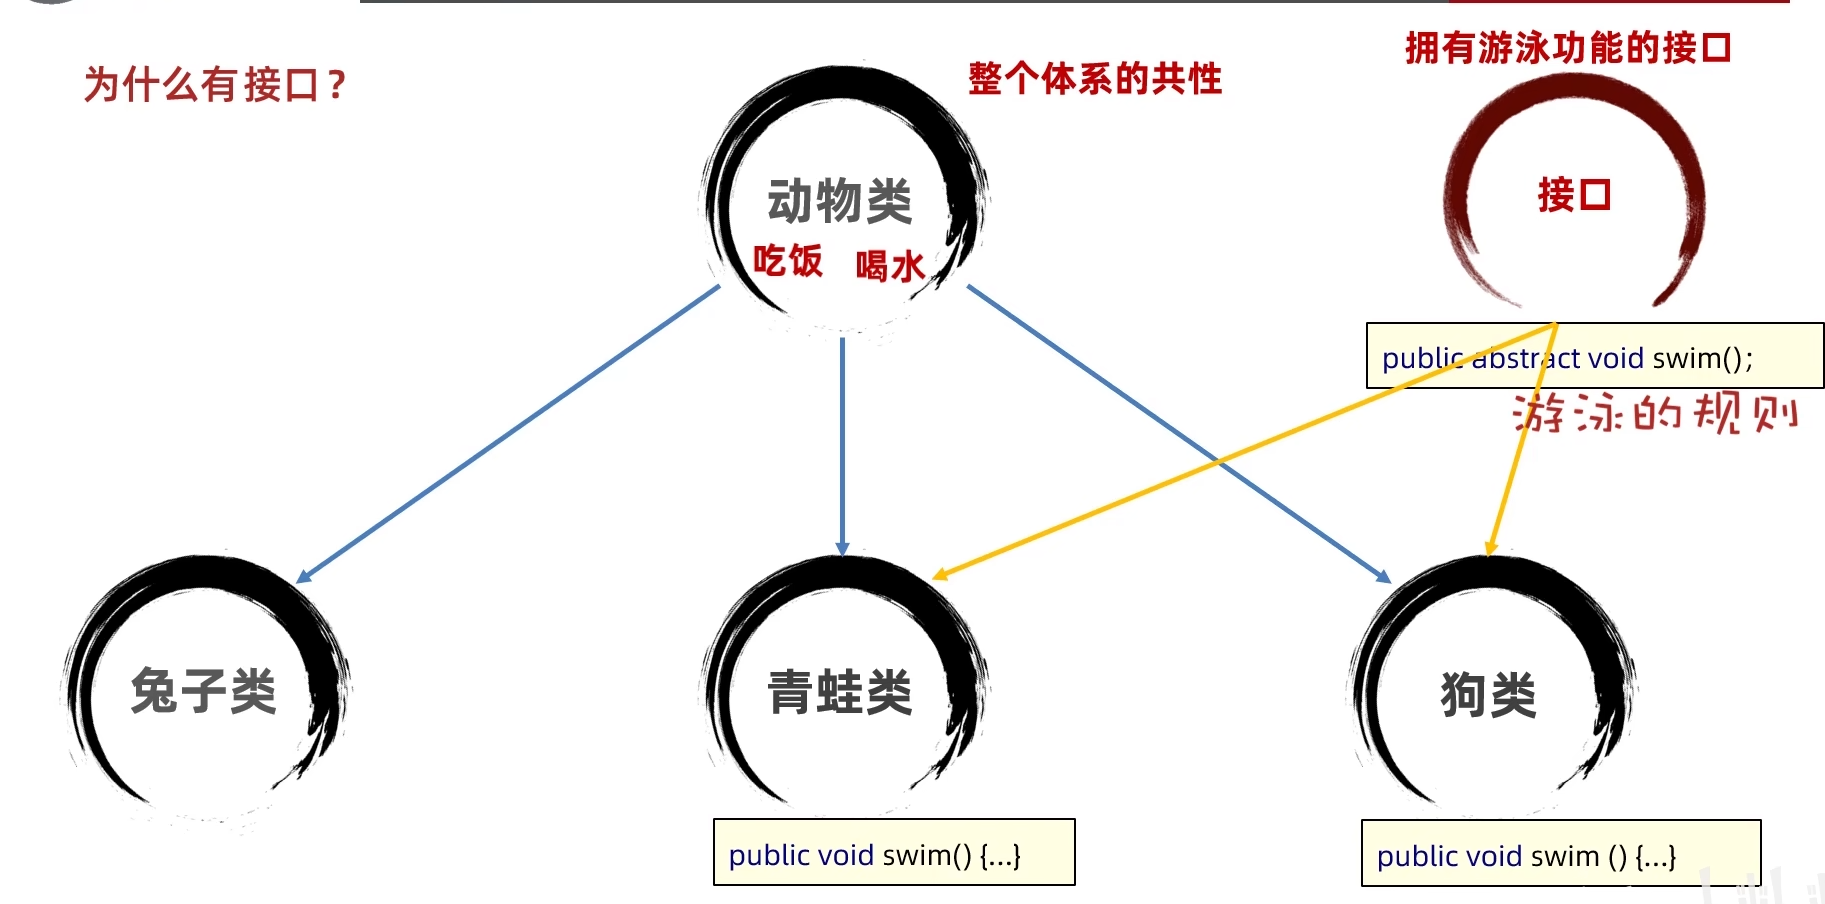 为什么有接口？
整个体系的共性
拥有游泳功能的接口
动物类
吃饭 喝水
接口
public abstract void swim();
游泳的规则
兔子类
青蛙类
狗类
public void swim() {...}
public void swim () {...}